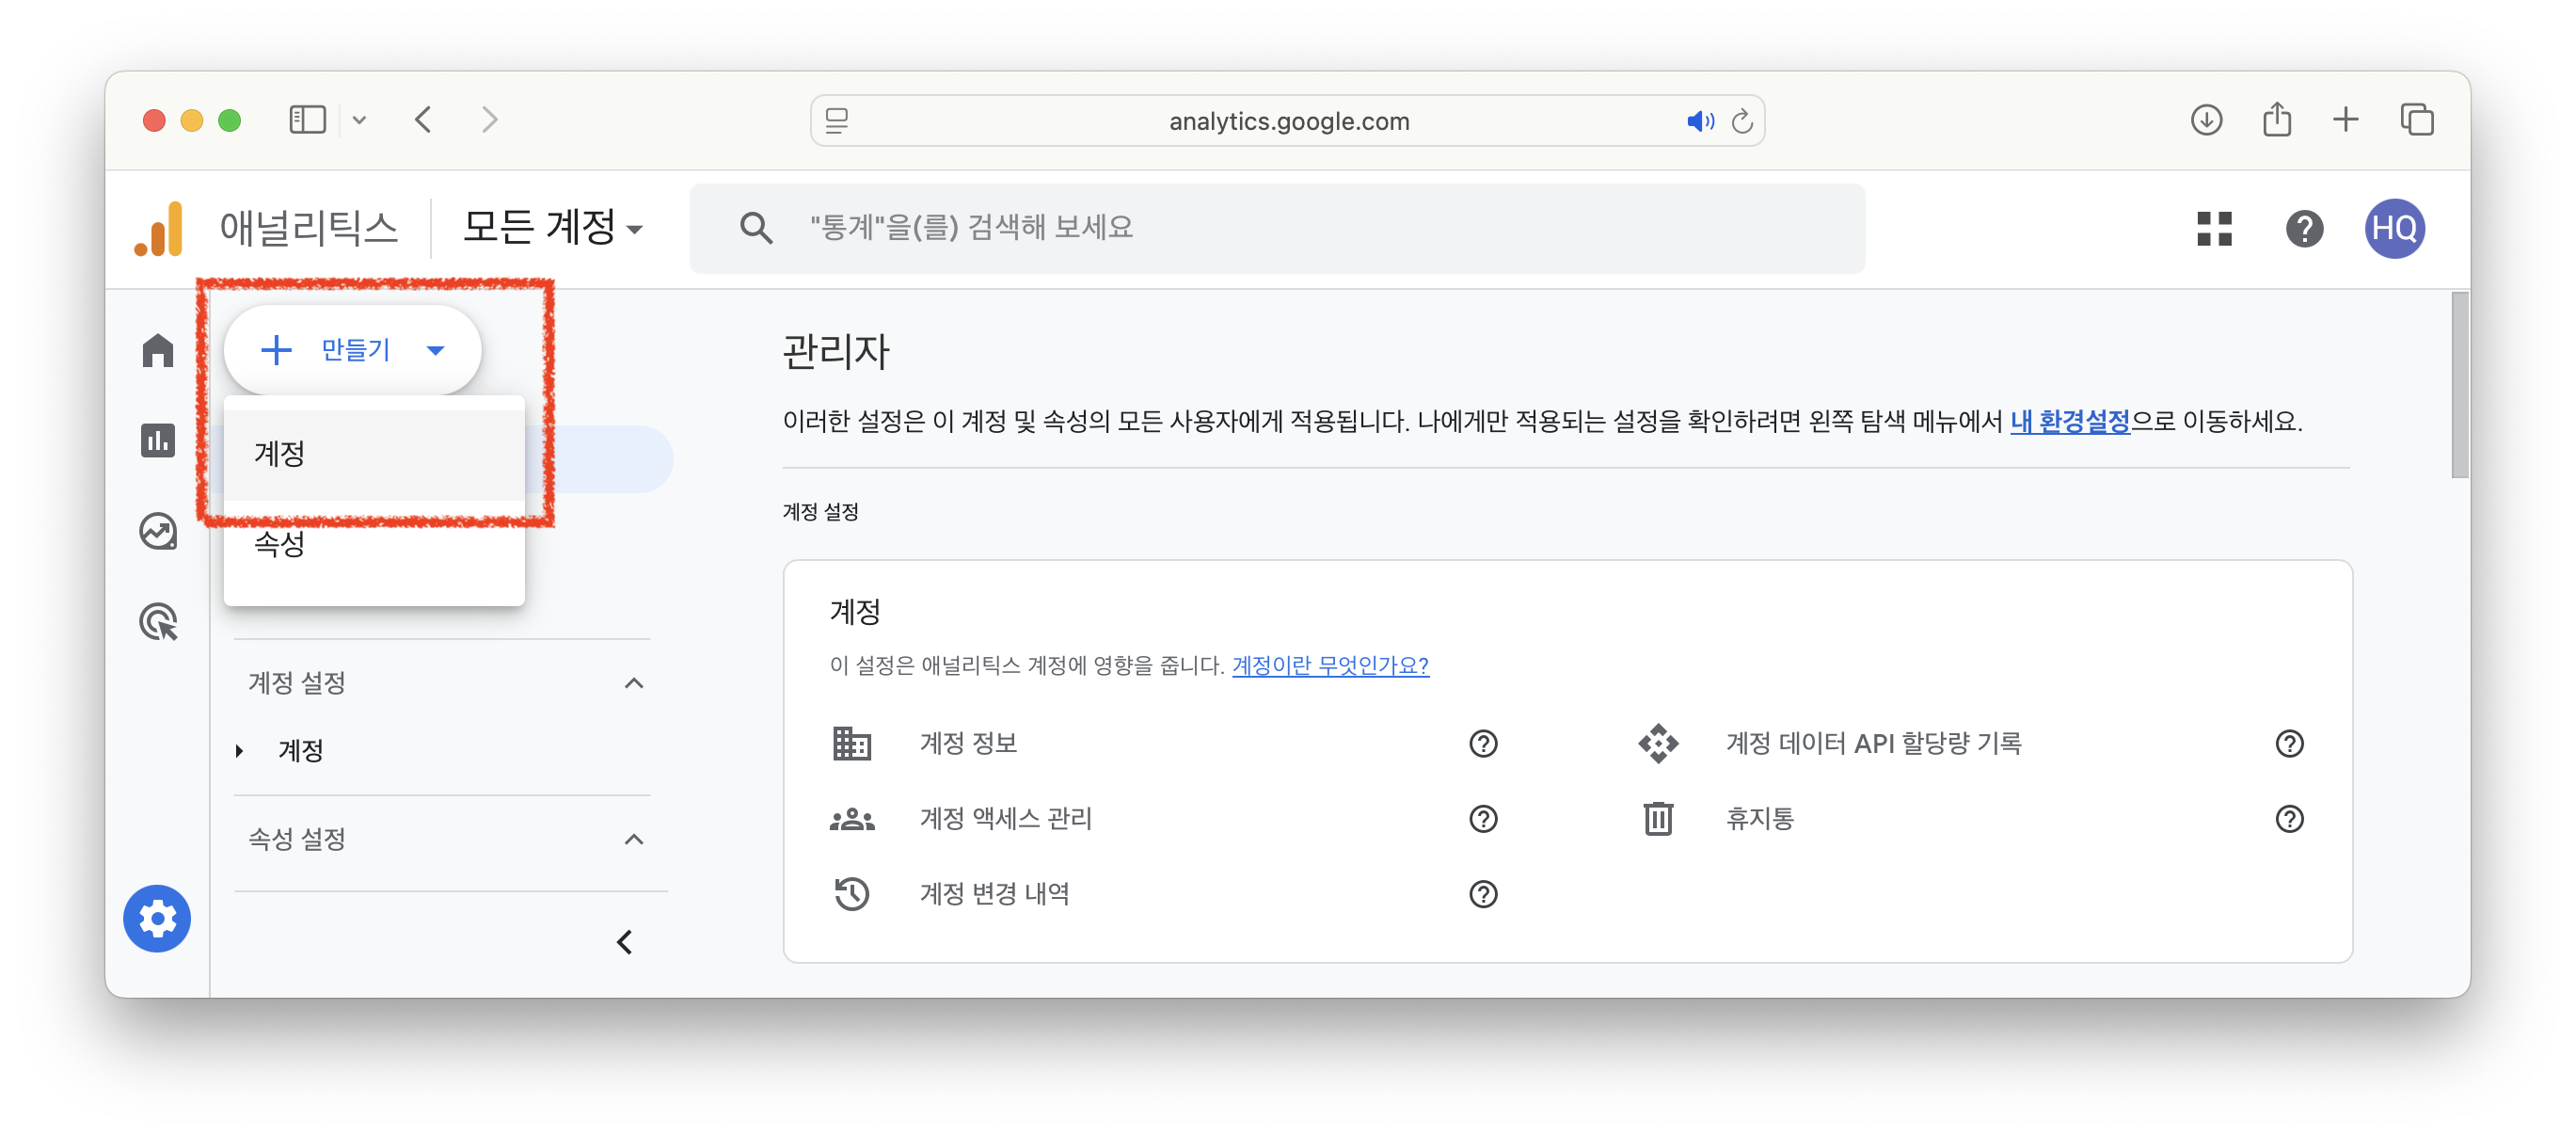 analytics.google.com
애널리틱스
모든 계정
"통계"을(를) 검색해 보세요
HQ
만들기
계정
속성
계정 설정
계정
속성 설정
관리자
이러한 설정은 이 계정 및 속성의 모든 사용자에게 적용됩니다. 나에게만 적용되는 설정을 확인하려면 왼쪽 탐색 메뉴에서 내 환경설정으로 이동하세요.
계정 설정
계정
이 설정은 애널리틱스 계정에 영향을 줍니다. 계정이란 무엇인가요?
계정 정보
계정 데이터 API 할당량 기록
계정 액세스 관리
휴지통
계정 변경 내역